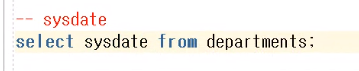 -- sysdate
select sysdate from departments;